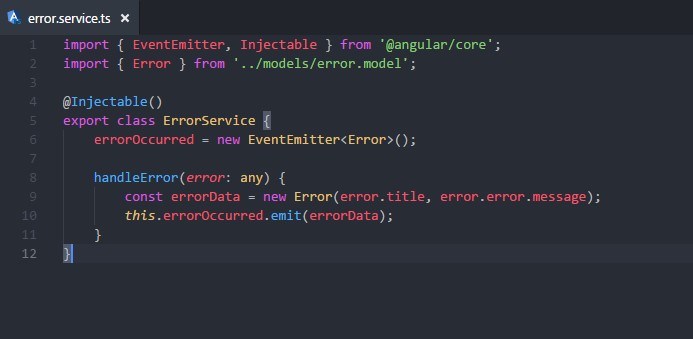 error.service.ts ×
1 import { EventEmitter, Injectable } from '@angular/core';
2 import { Error } from '../models/error.model';
3
4 @Injectable()
5 export class ErrorService {
6     errorOccurred = new EventEmitter<Error>();
7
8     handleError(error: any) {
9         const errorData = new Error(error.title, error.error.message);
10         this.errorOccurred.emit(errorData);
11     }
12 }